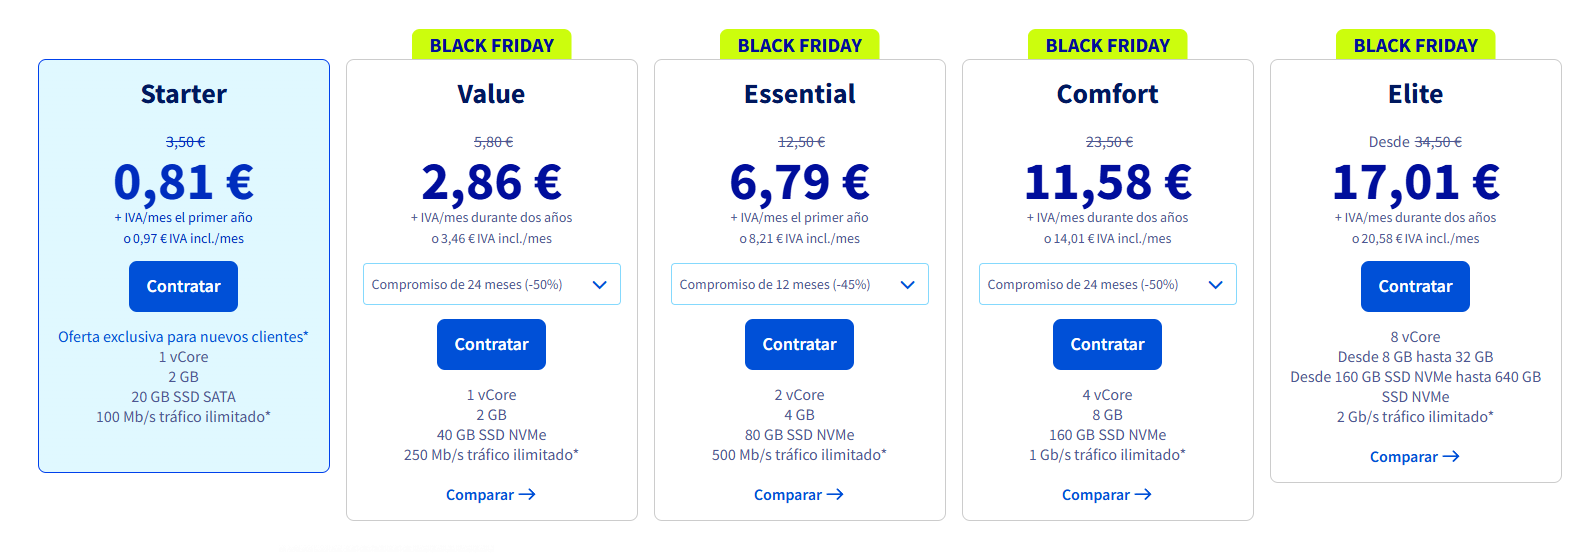 Starter
3,50 €
0,81 €
+ IVA/mes el primer año
o 0,97 € IVA incl./mes
Contratar
Oferta exclusiva para nuevos clientes*
1 vCore
2 GB
20 GB SSD SATA
100 Mb/s tráfico ilimitado*
BLACK FRIDAY
Value
5,80 €
2,86 €
+ IVA/mes durante dos años
o 3,46 € IVA incl./mes
Compromiso de 24 meses (-50%)
Contratar
1 vCore
2 GB
40 GB SSD NVMe
250 Mb/s tráfico ilimitado*
Comparar →
BLACK FRIDAY
Essential
12,50 €
6,79 €
+ IVA/mes el primer año
o 8,21 € IVA incl./mes
Compromiso de 12 meses (-45%)
Contratar
2 vCore
4 GB
80 GB SSD NVMe
500 Mb/s tráfico ilimitado*
Comparar →
BLACK FRIDAY
Comfort
23,50 €
11,58 €
+ IVA/mes durante dos años
o 14,01 € IVA incl./mes
Compromiso de 24 meses (-50%)
Contratar
4 vCore
8 GB
160 GB SSD NVMe
1 Gb/s tráfico ilimitado*
Comparar →
BLACK FRIDAY
Elite
Desde 34,50 €
17,01 €
+ IVA/mes durante dos años
o 20,58 € IVA incl./mes
Contratar
8 vCore
Desde 8 GB hasta 32 GB
Desde 160 GB SSD NVMe hasta 640 GB
SSD NVMe
2 Gb/s tráfico ilimitado*
Comparar →